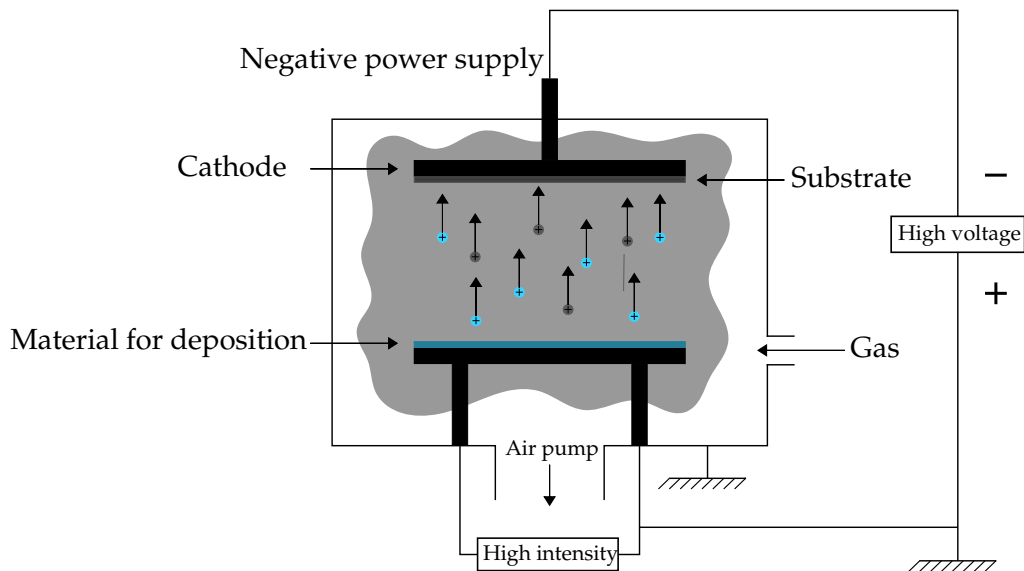 Negative power supply
Cathode
Substrate
−
High voltage
+
Material for deposition
Gas
Air pump
High intensity
+
+
+
+
+
+
+
+
+
+